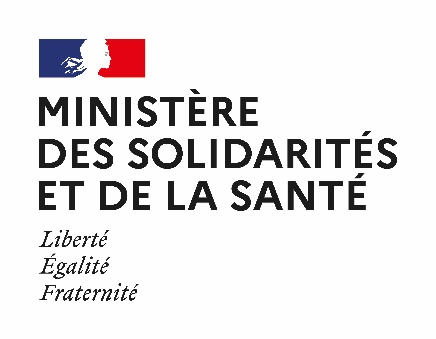 MINISTÈRE
DES SOLIDARITÉS
ET DE LA SANTÉ
Liberté
Égalité
Fraternité